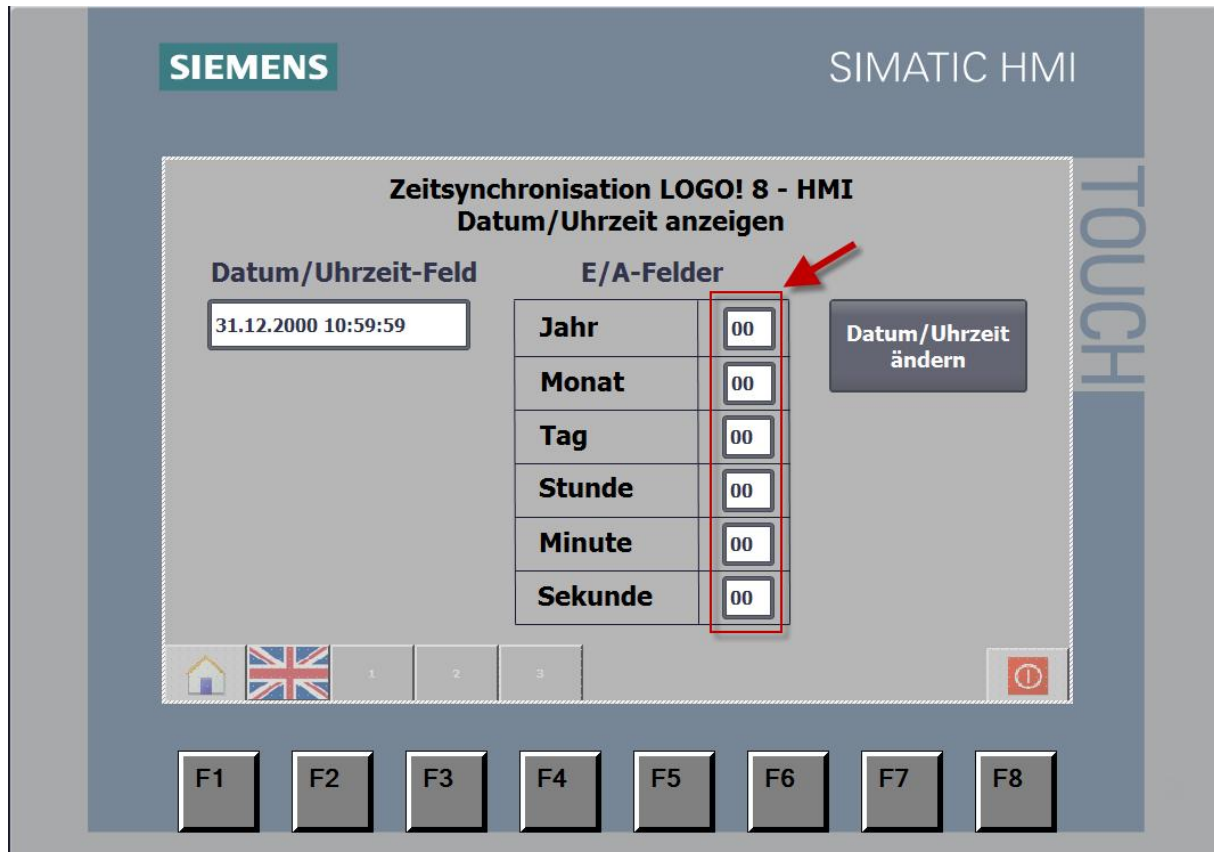 SIEMENS
SIMATIC HMI
TOUCH
Zeitsynchronisation LOGO! 8 - HMI
Datum/Uhrzeit anzeigen
Datum/Uhrzeit-Feld
E/A-Felder
31.12.2000 10:59:59
Jahr 00
Monat 00
Tag 00
Stunde 00
Minute 00
Sekunde 00
Datum/Uhrzeit
ändern
1 2 3
F1 F2 F3 F4 F5 F6 F7 F8